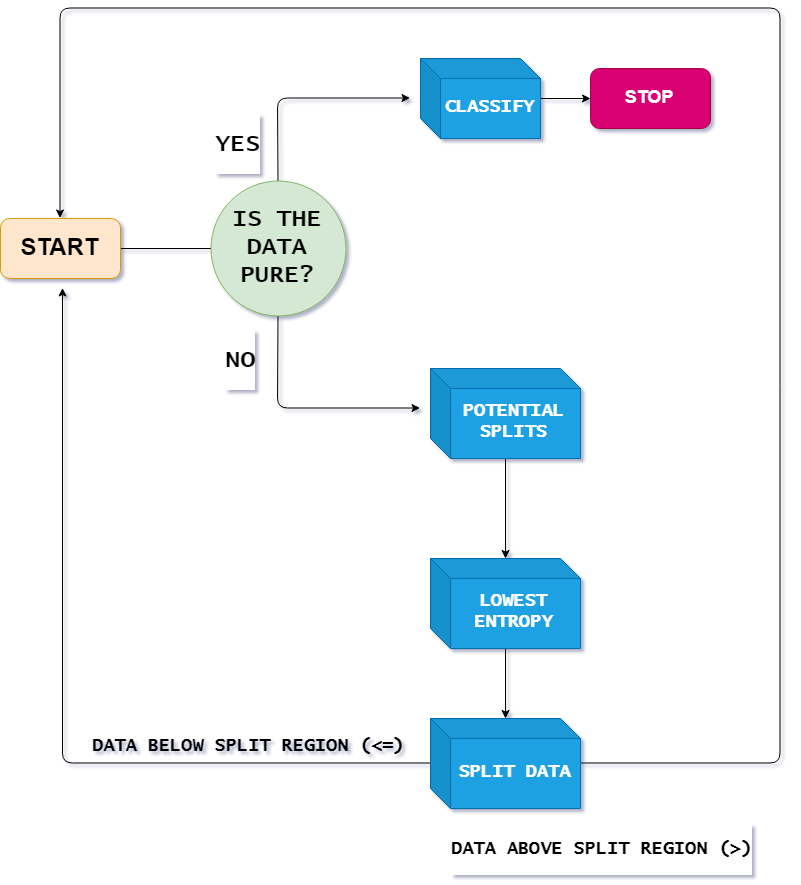 CLASSIFY
STOP
YES
START
IS THE
DATA
PURE?
NO
POTENTIAL
SPLITS
LOWEST
ENTROPY
DATA BELOW SPLIT REGION (<=)
SPLIT DATA
DATA ABOVE SPLIT REGION (>)